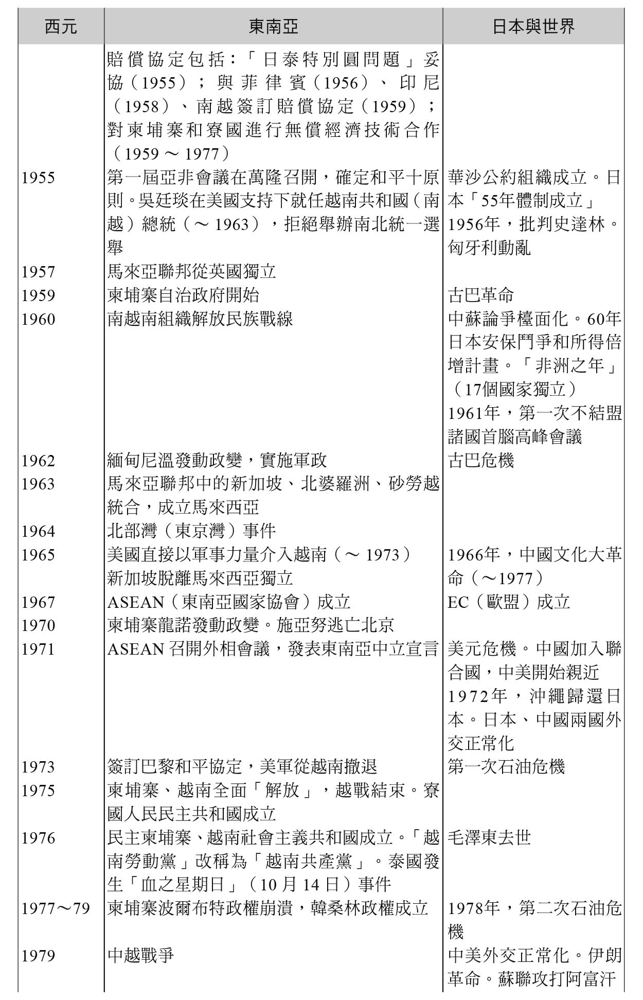 西元 東南亞 日本與世界
賠償協定包括：「日泰特別圓問題」妥
協（1955）；與菲律賓（1956）、印尼
（1958）、南越簽訂賠償協定（1959）；
對柬埔寨和寮國進行無償經濟技術合作
（1959～1977）
1955 第一屆亞非會議在萬隆召開，確定和平十原 華沙公約組織成立。日
則。吳廷琰在美國支持下就任越南共和國（南 本「55年體制成立」
越）總統（～1963），拒絕舉辦南北統一選 1956年，批判史達林。
舉 匈牙利動亂
1957 馬來亞聯邦從英國獨立
1959 柬埔寨自治政府開始 古巴革命
1960 南越南組織解放民族戰線 中蘇論爭檯面化。60年
日本安保鬥爭和所得倍
增計畫。「非洲之年」
（17個國家獨立）
1961年，第一次不結盟
諸國首腦高峰會議
1962 緬甸尼溫發動政變，實施軍政 古巴危機
1963 馬來亞聯邦中的新加坡、北婆羅洲、砂勞越
統合，成立馬來西亞
1964 北部灣（東京灣）事件
1965 美國直接以軍事力量介入越南（～1973） 1966年，中國文化大革
新加坡脫離馬來西亞獨立 命（～1977）
1967 ASEAN（東南亞國家協會）成立 EC（歐盟）成立
1970 柬埔寨龍諾發動政變。施亞努逃亡北京
1971 ASEAN 召開外相會議，發表東南亞中立宣言 美元危機。中國加入聯
合國，中美開始親近
1972年，沖繩歸還日
本。日本、中國兩國外
交正常化
1973 簽訂巴黎和平協定，美軍從越南撤退 第一次石油危機
1975 柬埔寨、越南全面「解放」，越戰結束。寮
國人民民主共和國成立
1976 民主柬埔寨、越南社會主義共和國成立。「越 毛澤東去世
南勞動黨」改稱為「越南共產黨」。泰國發
生「血之星期日」（10月14日）事件
1977～79 柬埔寨波爾布特政權崩潰，韓桑林政權成立 1978年，第二次石油危
機
1979 中越戰爭 中美外交正常化。伊朗
革命。蘇聯攻打阿富汗